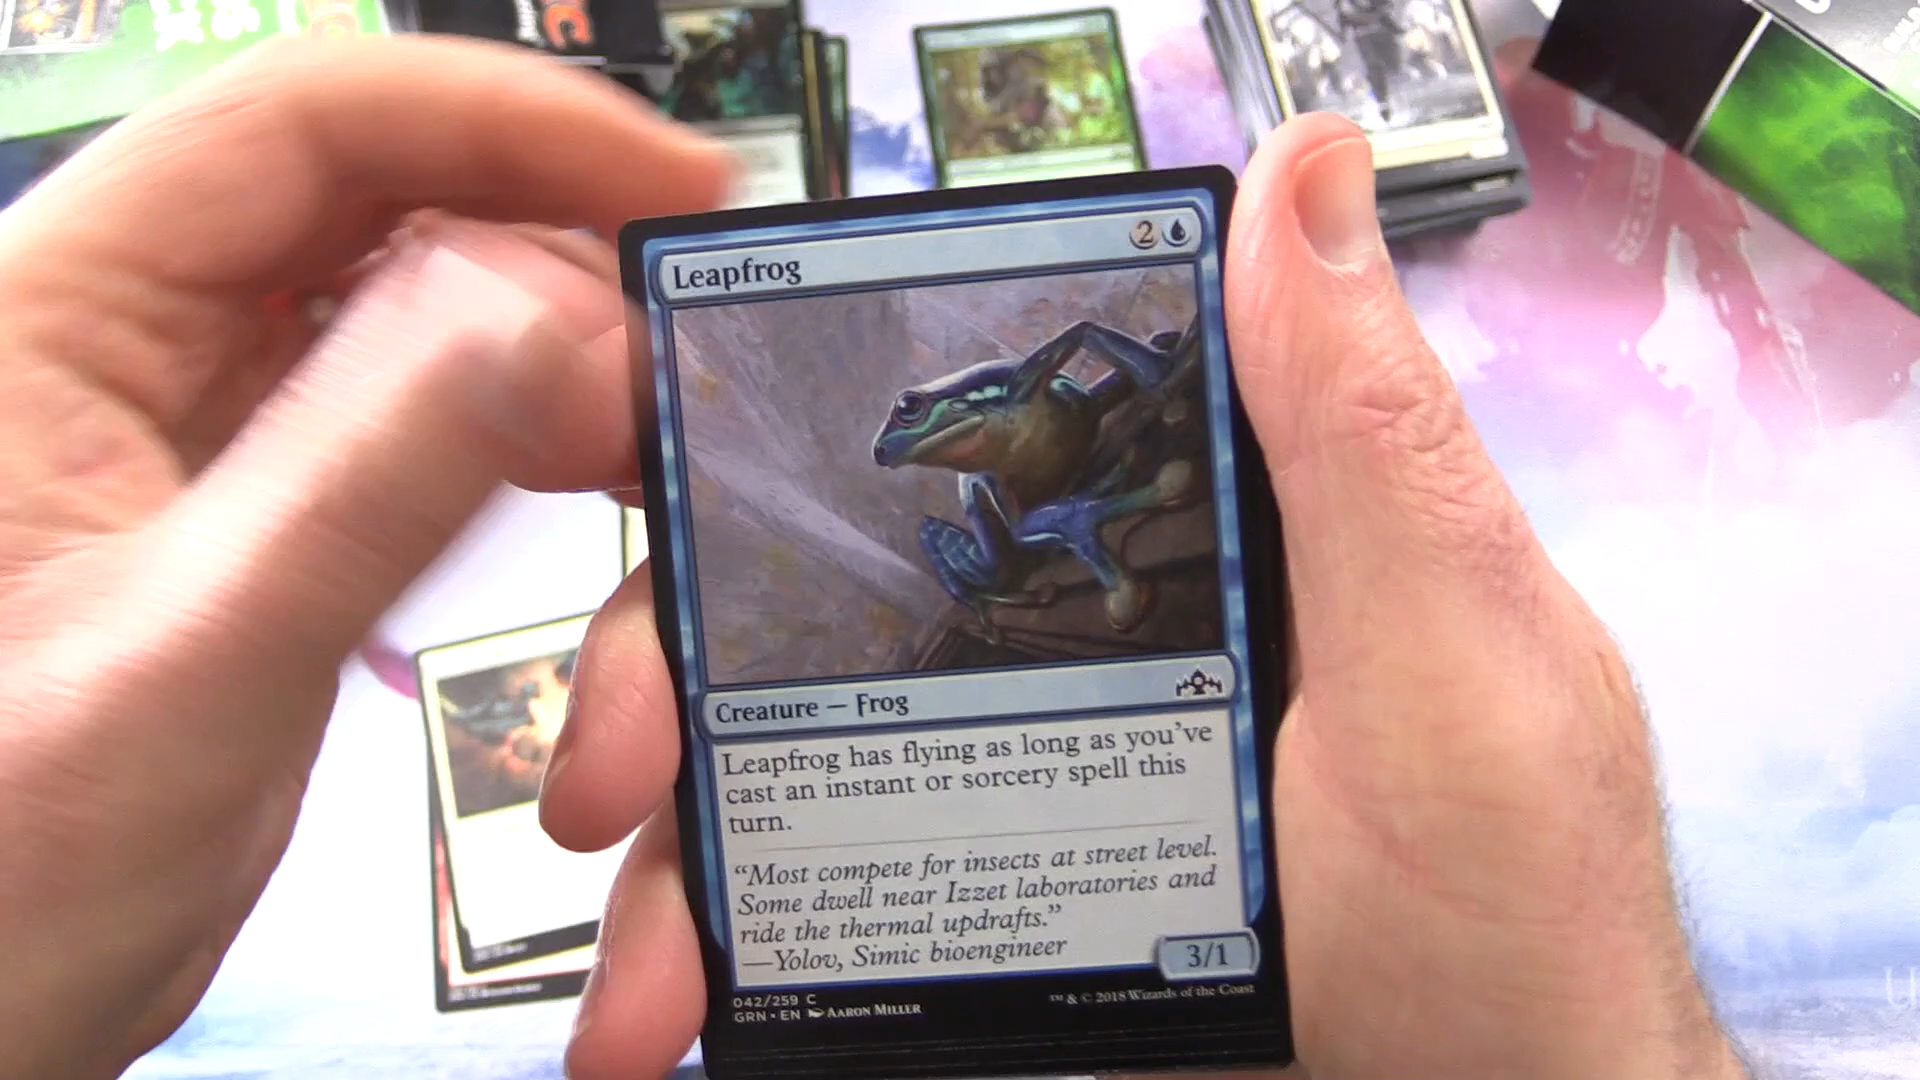 Leapfrog
2
Creature — Frog
Leapfrog has flying as long as you've
cast an instant or sorcery spell this
turn.
“Most compete for insects at street level.
Some dwell near Izzet laboratories and
ride the thermal updrafts.”
—Yolov, Simic bioengineer
3/1
042/259 C
GRN • EN AARON MILLER
™ & © 2018 Wizards of the Coast